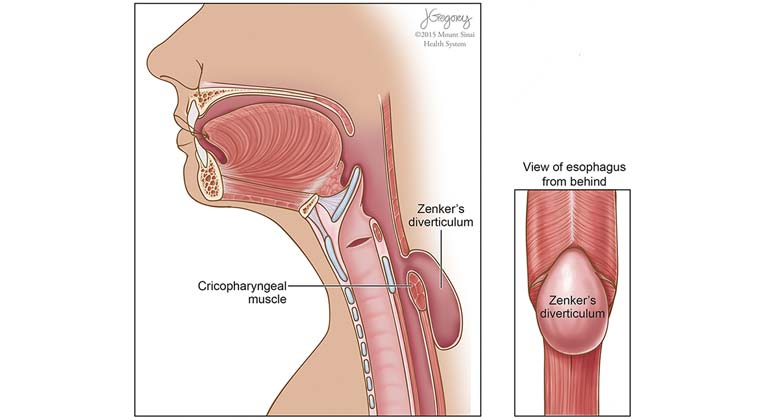 JGregory
©2015 Mount Sinai
Health System
Zenker's
diverticulum
Cricopharyngeal
muscle
View of esophagus
from behind
Zenker's
diverticulum